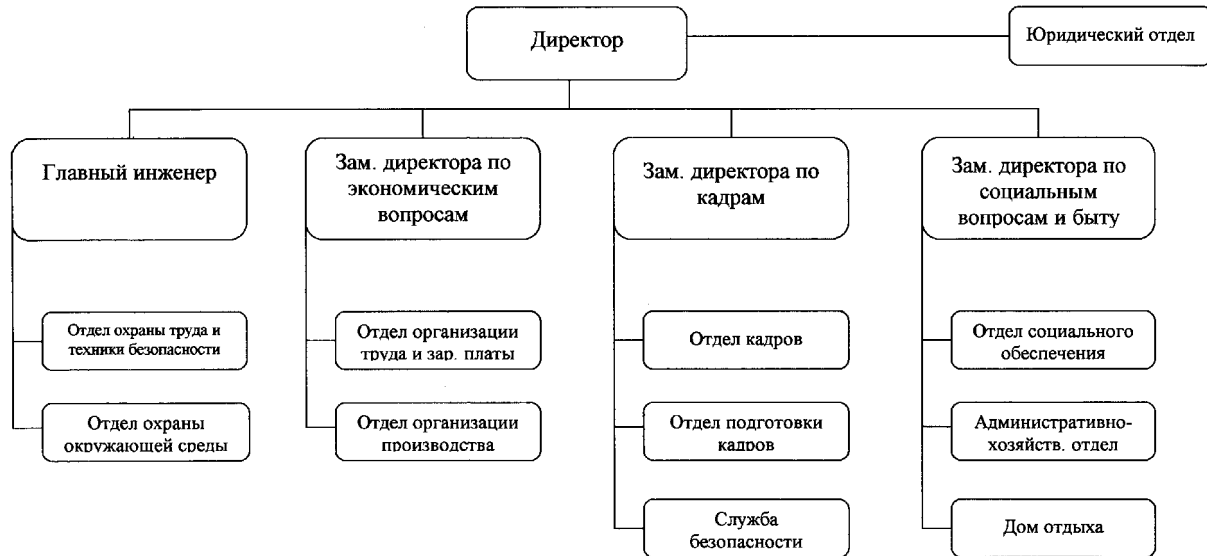 Директор
Юридический отдел
Главный инженер
Зам. директора по
экономическим
вопросам
Зам. директора по
кадрам
Зам. директора по
социальным
вопросам и быту
Отдел охраны труда и
техники безопасности
Отдел организации
труда и зар. платы
Отдел кадров
Отдел социального
обеспечения
Отдел охраны
окружающей среды
Отдел организации
производства
Отдел подготовки
кадров
Административно-
хозяйств. отдел
Служба
безопасности
Дом отдыха